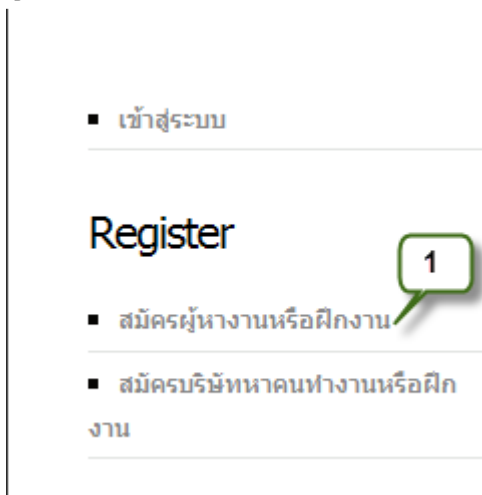 เข้าสู่ระบบ
Register
1
สมัครผู้หางานหรือฝึกงาน
สมัครบริษัทหาคนทำงานหรือฝึก
งาน